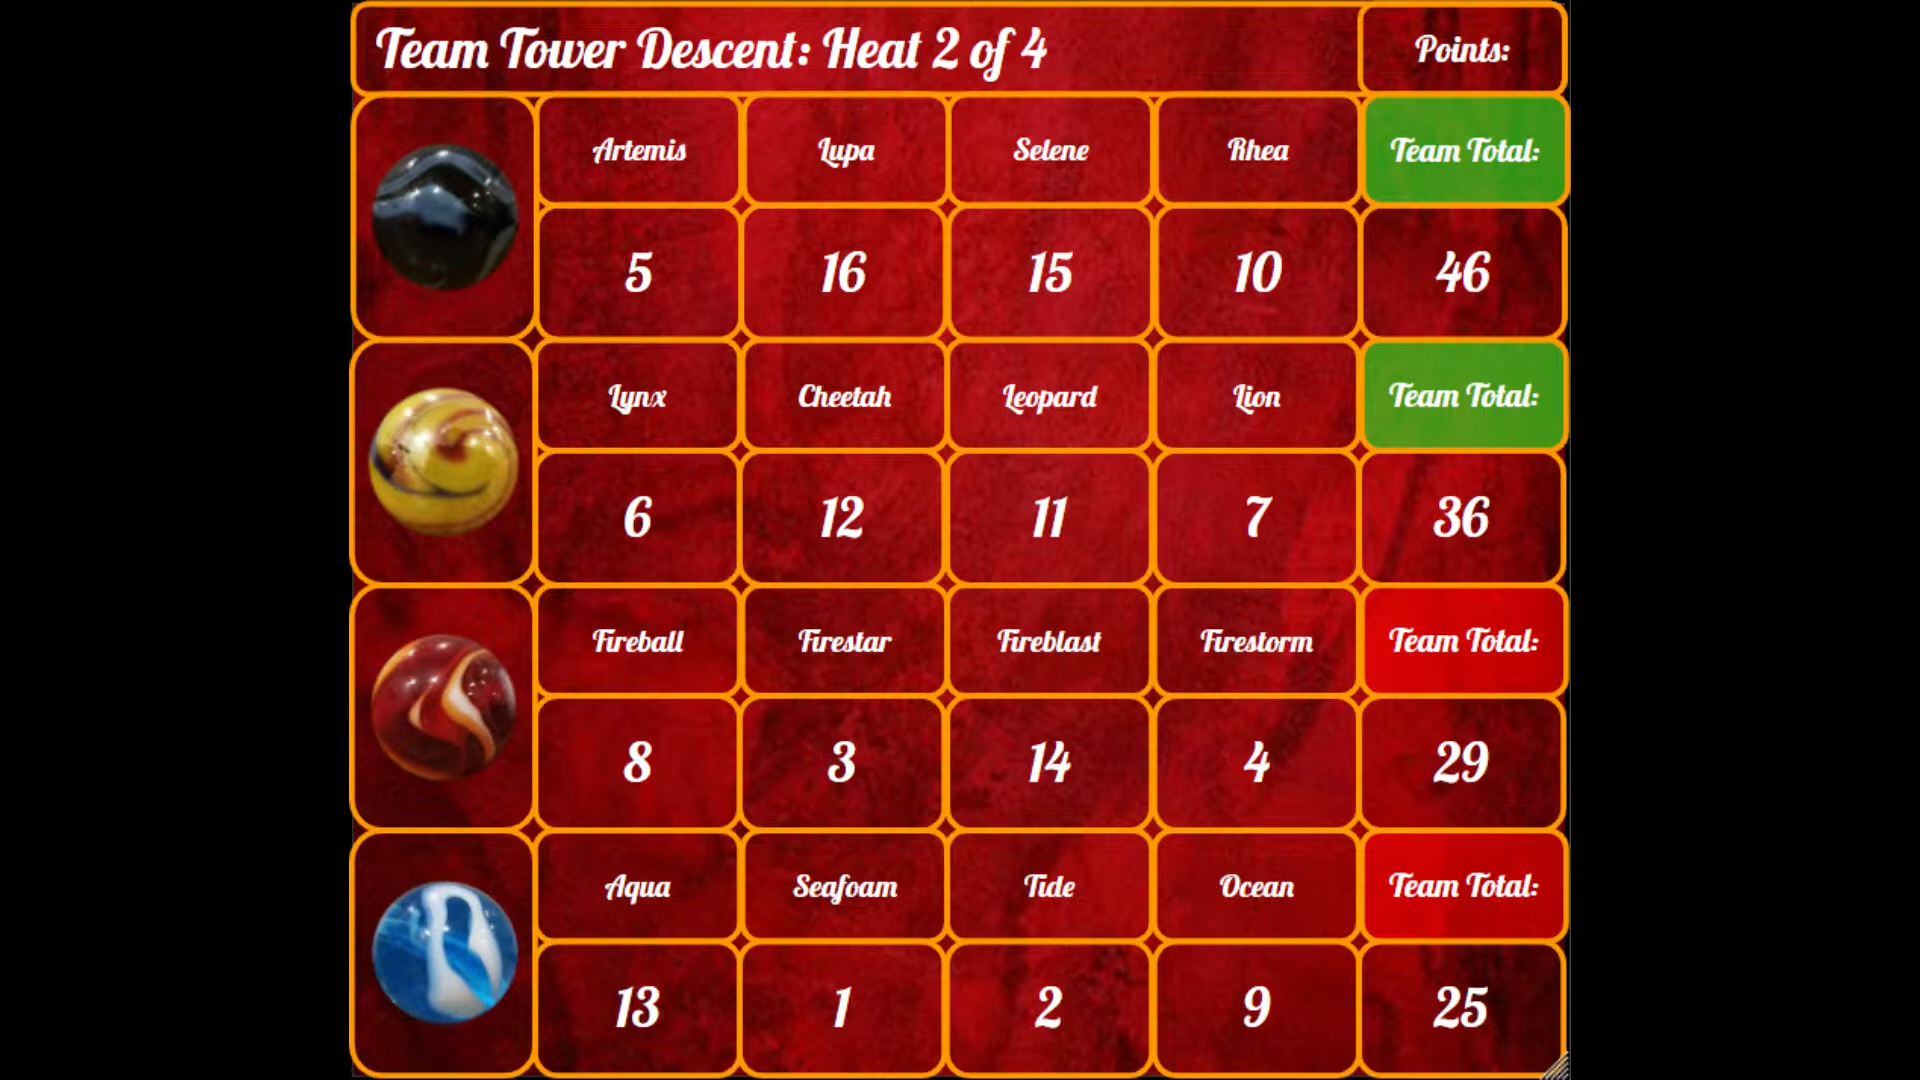 Team Tower Descent: Heat 2 of 4 Points:
Artemis Lupa Selene Rhea Team Total:
5 16 15 10 46
Lynx Cheetah Leopard Lion Team Total:
6 12 11 7 36
Fireball Firestar Fireblast Firestorm Team Total:
8 3 14 4 29
Aqua Seafoam Tide Ocean Team Total:
13 1 2 9 25